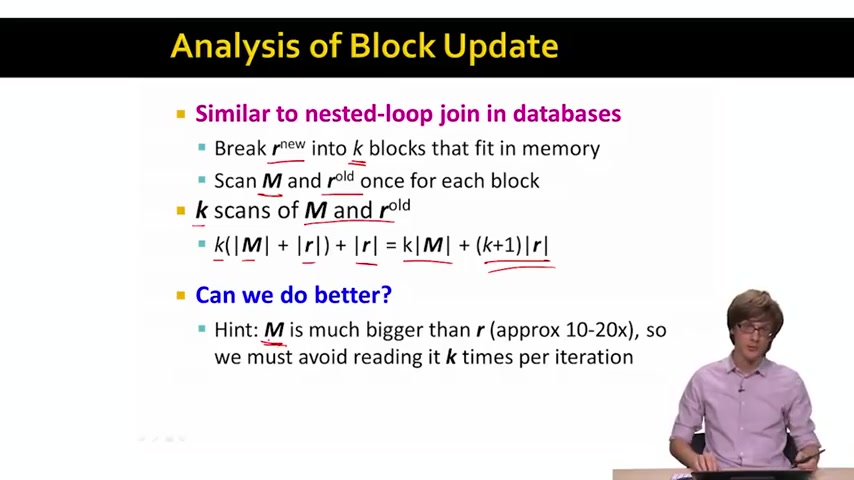 Analysis of Block Update
Similar to nested-loop join in databases
Break r^new into k blocks that fit in memory
Scan M and r^old once for each block
k scans of M and r^old
k(|M| + |r|) + |r| = k|M| + (k+1)|r|
Can we do better?
Hint: M is much bigger than r (approx 10-20x), so
we must avoid reading it k times per iteration